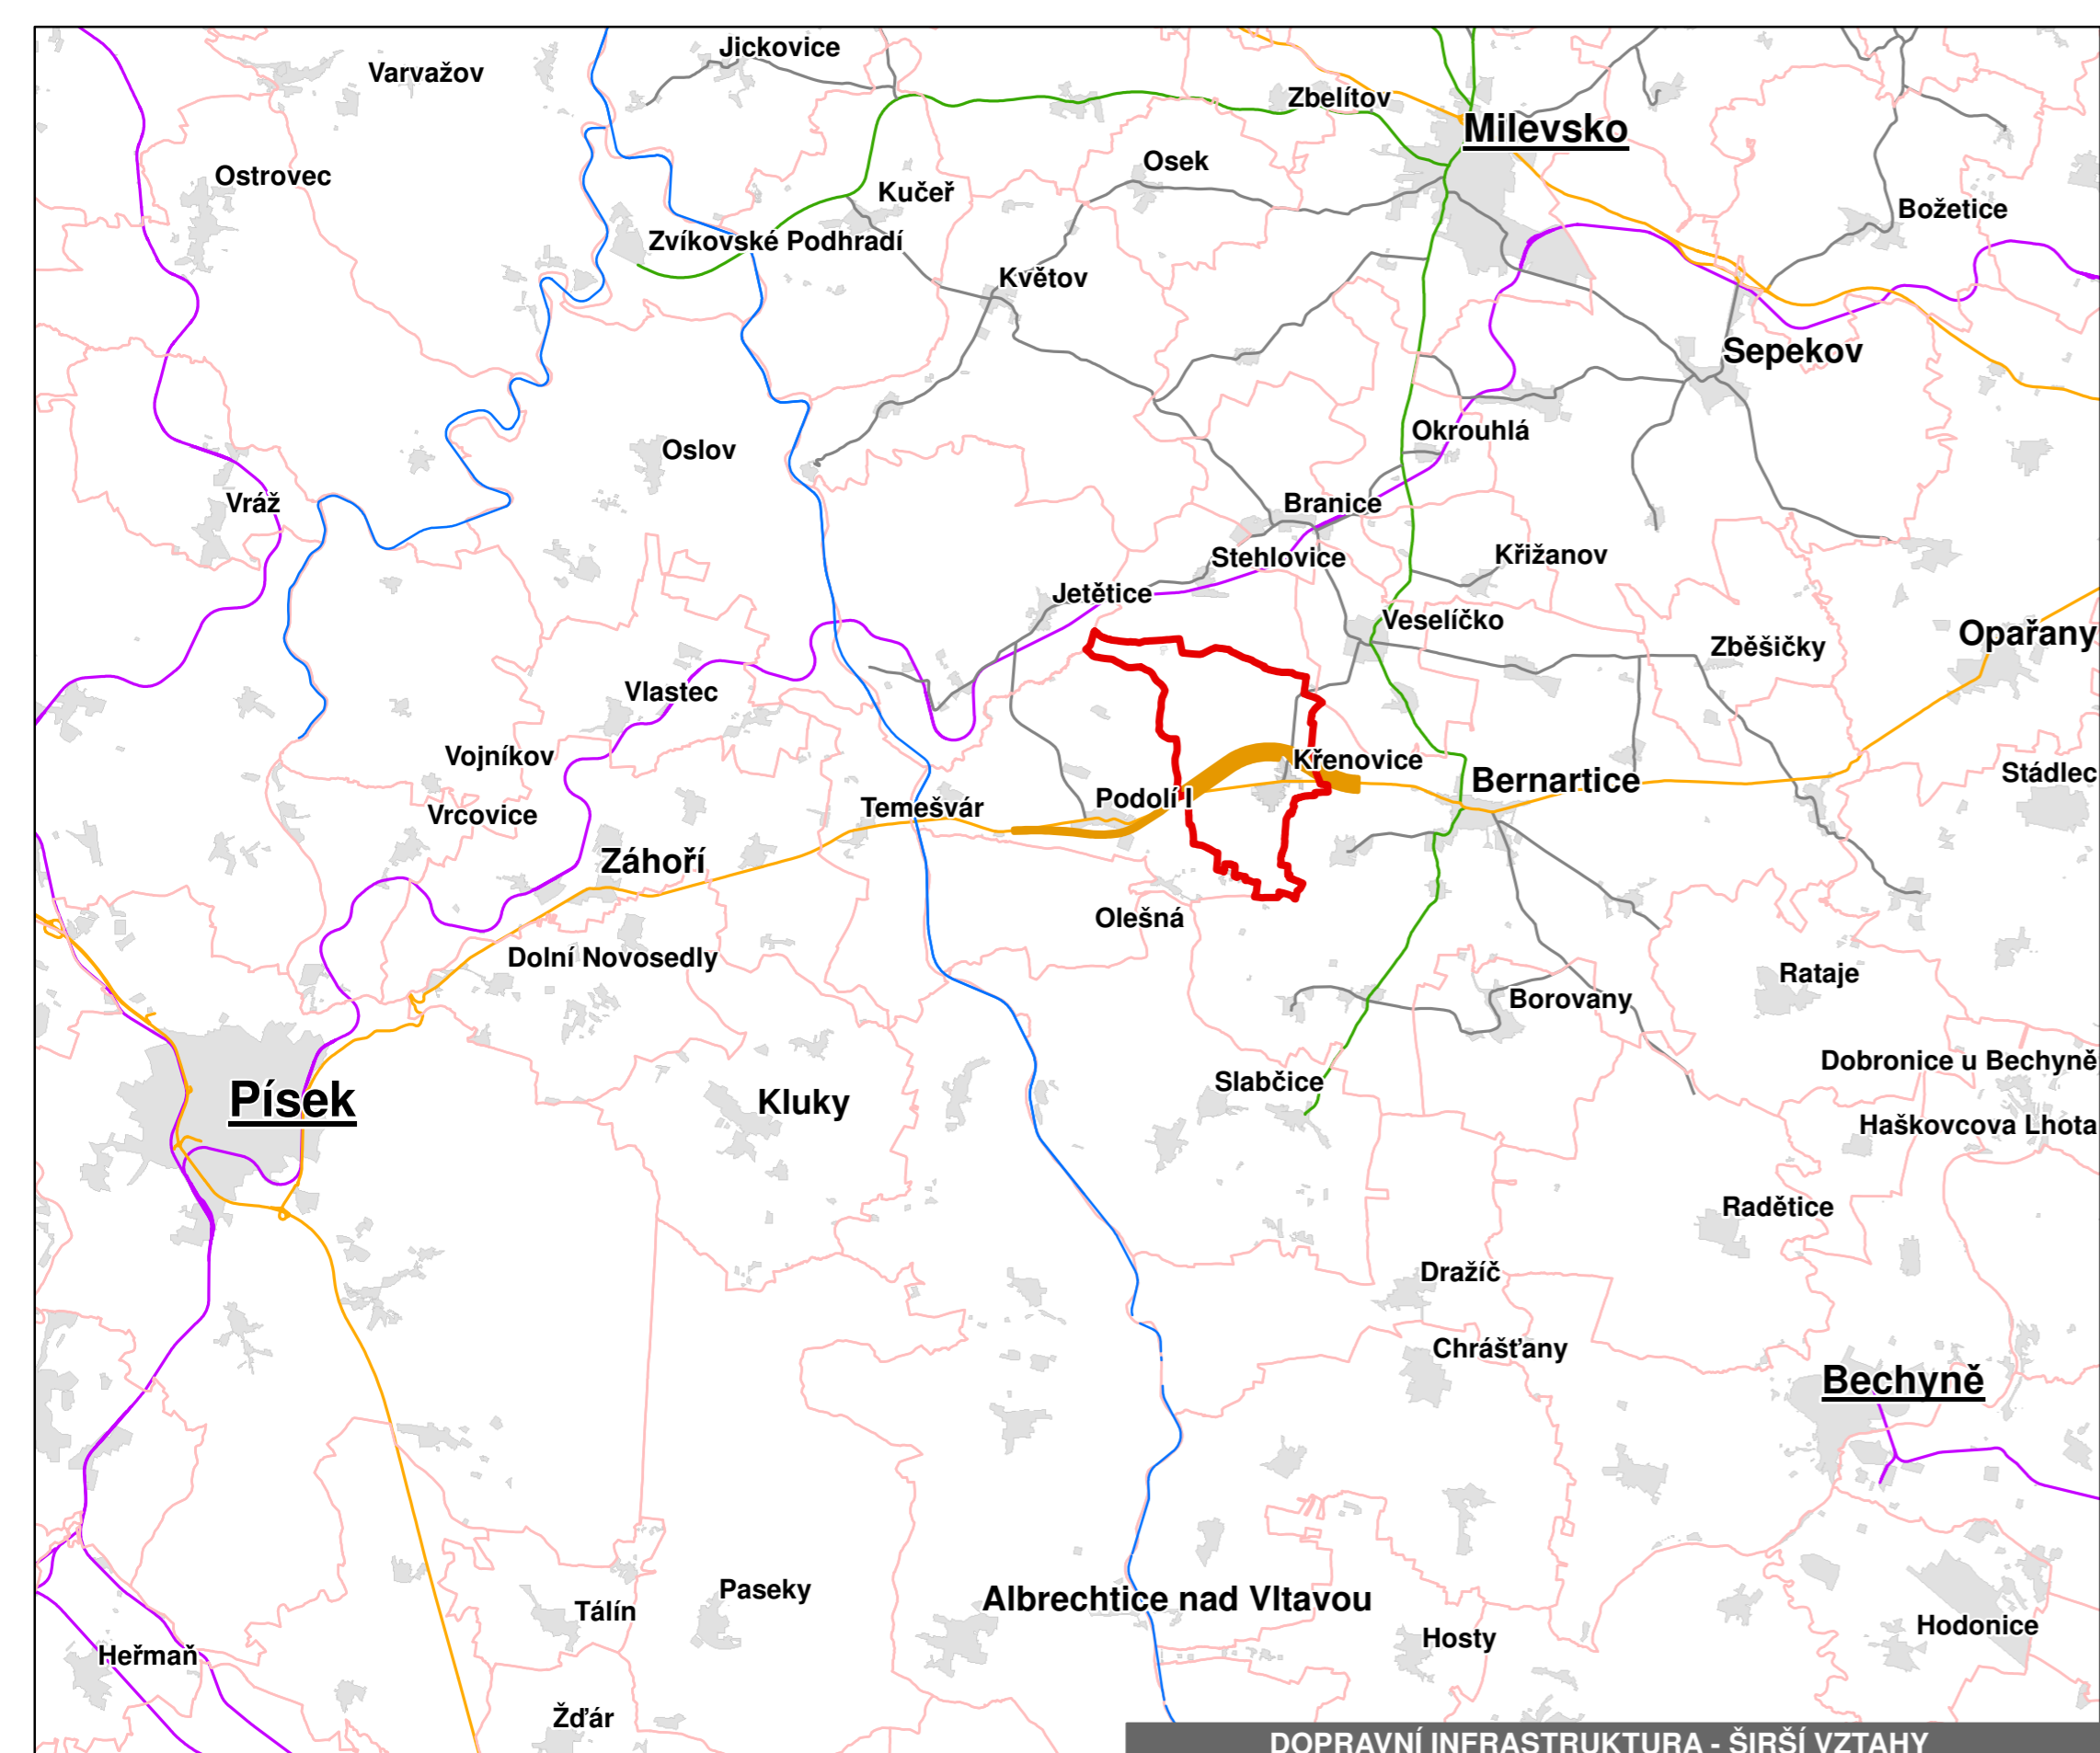 Jickovice
Varvažov
Zbelítov
Milevsko
Osek
Ostrovec
Kučeř
Božetice
Zvíkovské Podhradí
Květov
Sepekov
Okrouhlá
Oslov
Vráž
Branice
Stehlovice
Křižanov
Jetětice
Veselíčko
Opařany
Zběšičky
Vlastec
Vojníkov
Křenovice
Stádlec
Bernartice
Podolí I
Temešvár
Vrcovice
Záhoří
Olešná
Dolní Novosedly
Rataje
Borovany
Dobronice u Bechyně
Slabčice
Písek
Kluky
Haškovcova Lhota
Radětice
Dražíč
Chrášťany
Bechyně
Paseky
Albrechtice nad Vltavou
Tálín
Hodonice
Hosty
Heřmaň
Žďár
DOPRAVNÍ INFRASTRUKTURA - ŠIRŠÍ VZTAHY